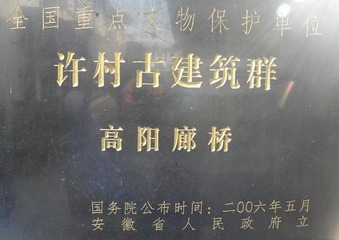 全国重点文物保护单位
许村古建筑群
高阳廊桥
国务院公布时间：二〇〇六年五月
安徽省人民政府立